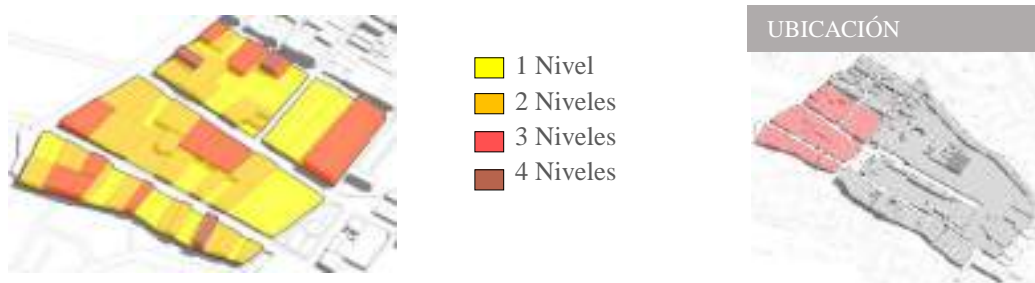 1 Nivel
2 Niveles
3 Niveles
4 Niveles
UBICACIÓN